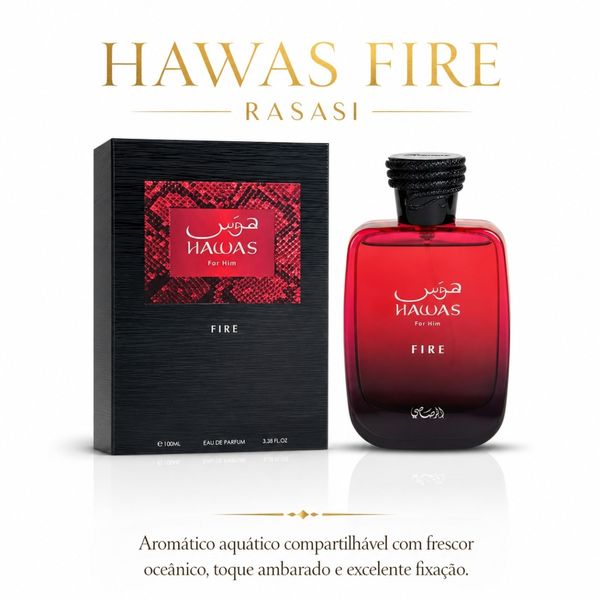 HAWAS FIRE
RASASI
هوس
HAWAS
For Him
FIRE
℮ 100ML EAU DE PARFUM 3.38 FL.OZ
هوس
HAWAS
For Him
FIRE
الرصاصي
Aromático aquático compartilhável com frescor
oceânico, toque ambarado e excelente fixação.